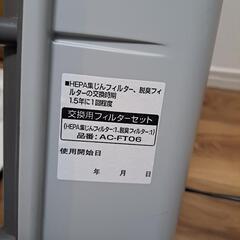 ■HEPA集じんフィルター、脱臭フィ
ルターの交換時期
1.5年に1回程度
交換用フィルターセット
(HEPA集じんフィルター:1、脱臭フィルター:1)
品番: AC-FT06
使用開始日
年 月 日